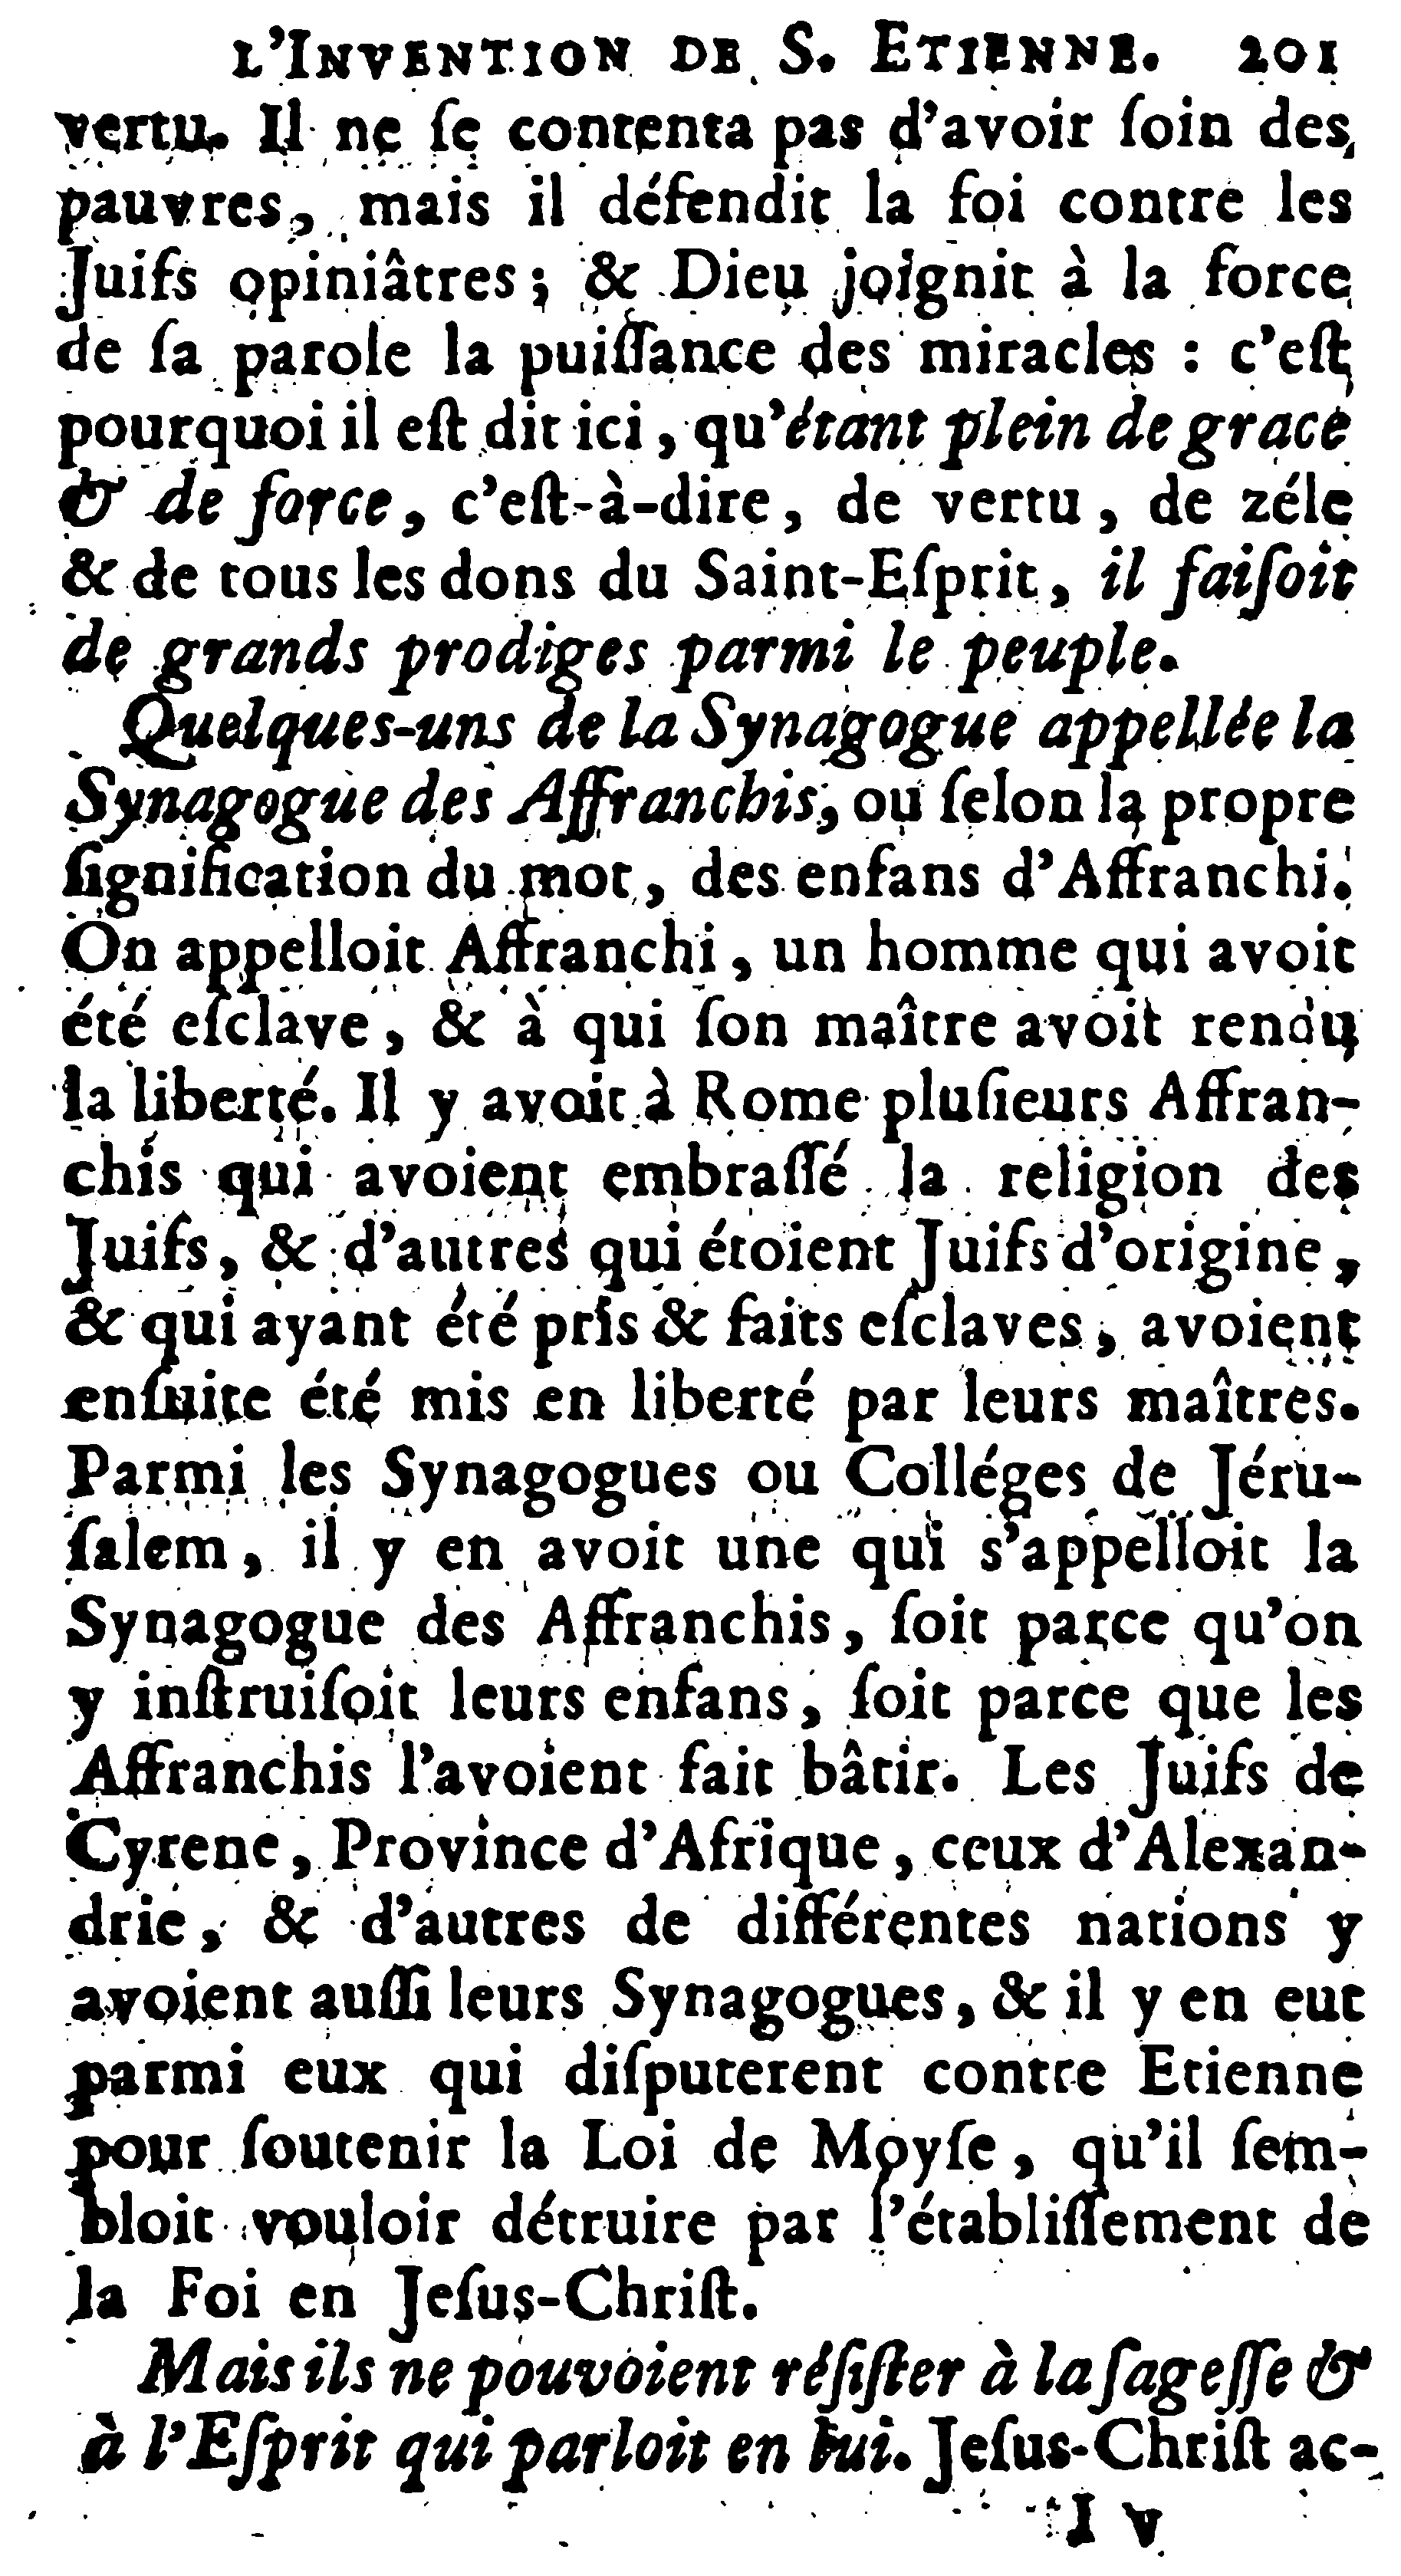 L'INVENTION DE S. ETIENNE. 201
vertu. Il ne ſe contenta pas d'avoir ſoin des
pauvres, mais il défendit la foi contre les
Juifs opiniâtres; & Dieu joignit à la force
de ſa parole la puiſſance des miracles : c'eſt
pourquoi il eſt dit ici, qu'étant plein de grace
& de force, c'eſt-à-dire, de vertu, de zéle
& de tous les dons du Saint-Eſprit, il faiſoit
de grands prodiges parmi le peuple.
Quelques-uns de la Synagogue appellée la
Synagogue des Affranchis, ou ſelon la propre
ſignification du mot, des enfans d'Affranchi.
On appelloit Affranchi, un homme qui avoit
été eſclave, & à qui ſon maître avoit rendu
la liberté. Il y avoit à Rome pluſieurs Affran-
chis qui avoient embraſſé la religion des
Juifs, & d'autres qui étoient Juifs d'origine,
& qui ayant été pris & faits eſclaves, avoient
enſuite été mis en liberté par leurs maîtres.
Parmi les Synagogues ou Colléges de Jéru-
ſalem, il y en avoit une qui s'appelloit la
Synagogue des Affranchis, ſoit parce qu'on
y inſtruiſoit leurs enfans, ſoit parce que les
Affranchis l'avoient fait bâtir. Les Juifs de
Cyrene, Province d'Afrique, ceux d'Alexan-
drie, & d'autres de différentes nations y
avoient auſſi leurs Synagogues, & il y en eut
parmi eux qui diſputerent contre Etienne
pour ſoutenir la Loi de Moyſe, qu'il ſem-
bloit vouloir détruire par l'établiſſement de
la Foi en Jeſus-Chriſt.
Mais ils ne pouvoient réſiſter à la ſageſſe &
à l'Eſprit qui parloit en lui. Jeſus-Chriſt ac-
I v